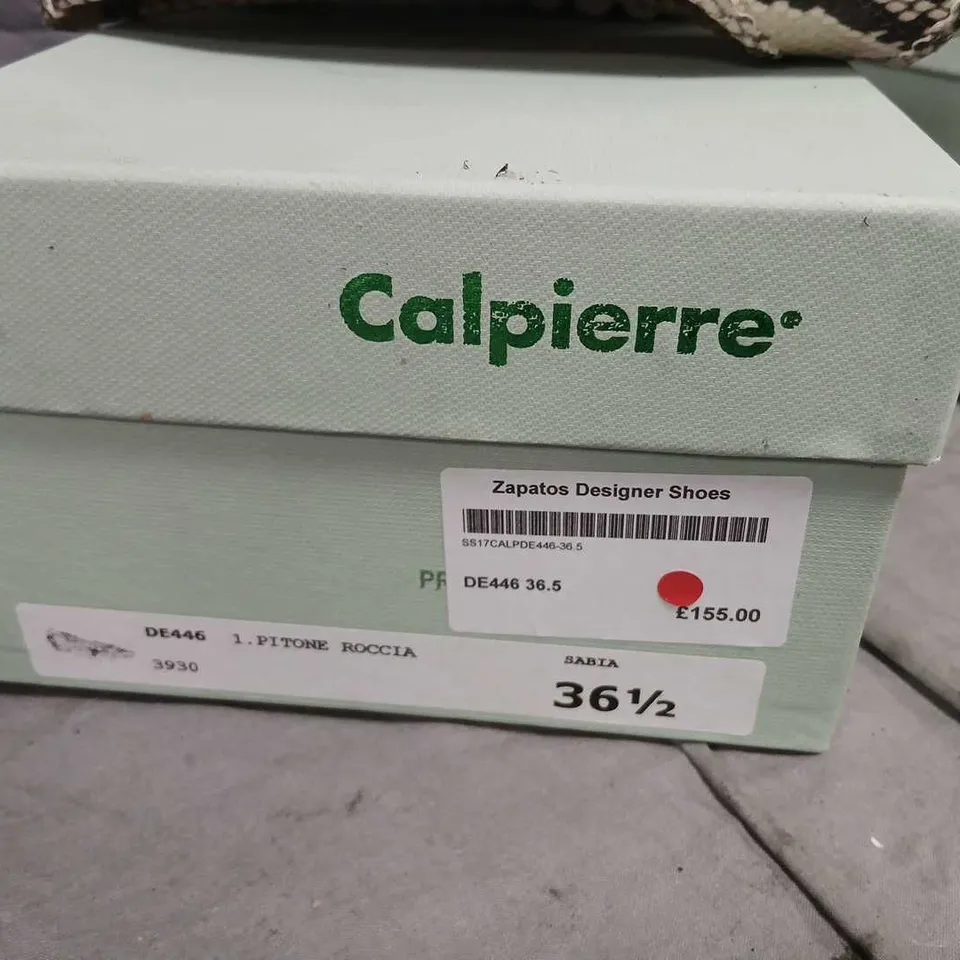 Calpierre®
Zapatos Designer Shoes
SS17CALPDE446-36.5
DE446 36.5
£155.00
DE446 1.PITONE ROCCIA
3930
SABIA
36½